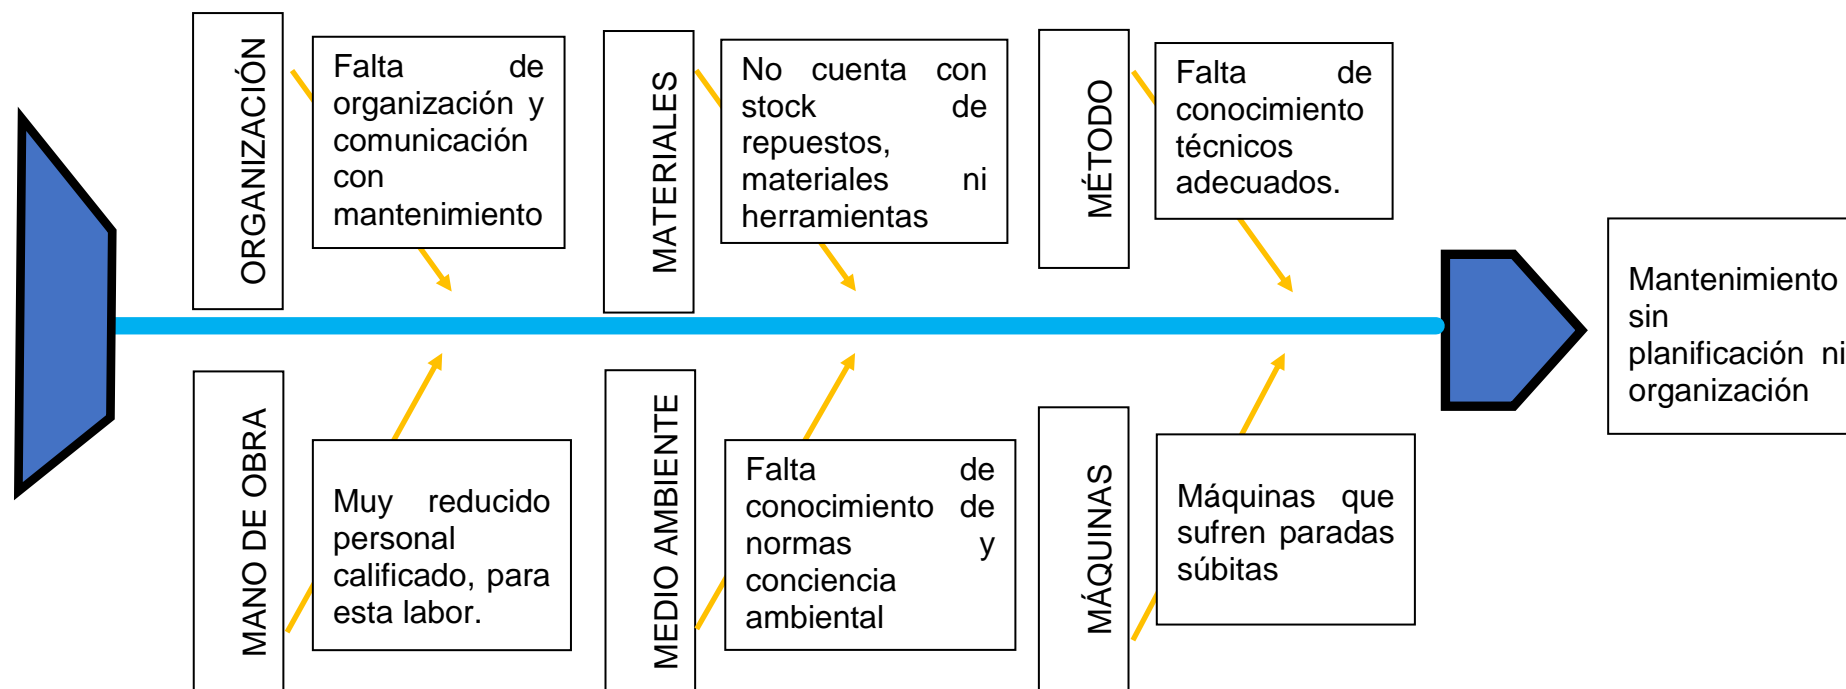 ORGANIZACIÓN
Falta de
organización y
comunicación
con
mantenimiento
MATERIALES
No cuenta con
stock de
repuestos,
materiales ni
herramientas
MÉTODO
Falta de
conocimiento
técnicos
adecuados.
Mantenimiento
sin
planificación ni
organización
MANO DE OBRA
Muy reducido
personal
calificado, para
esta labor.
MEDIO AMBIENTE
Falta de
conocimiento de
normas y
conciencia
ambiental
MÁQUINAS
Máquinas que
sufren paradas
súbitas